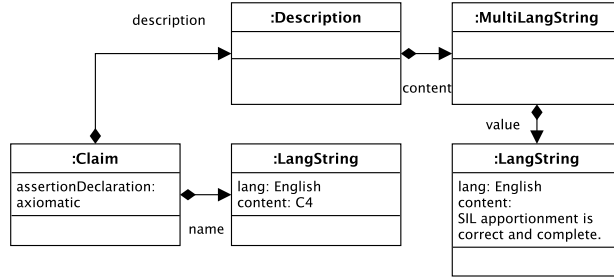 description
:Description
:MultiLangString
content
value
:Claim
assertionDeclaration:
axiomatic
name
:LangString
lang: English
content: C4
:LangString
lang: English
content:
SIL apportionment is
correct and complete.